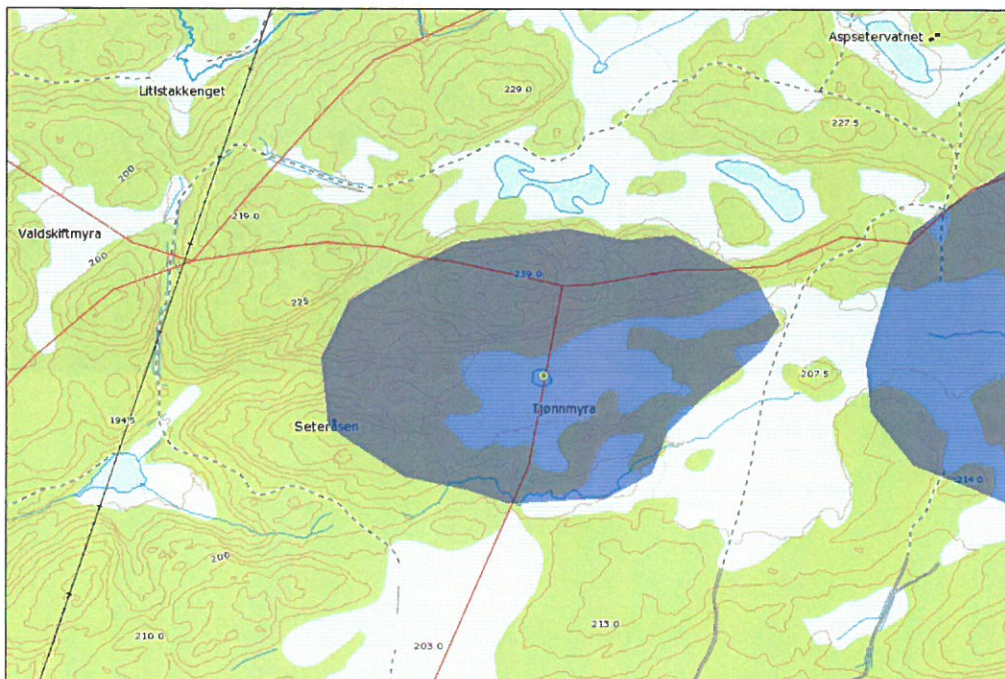 Aspsetervatnet
Litlstakkenget
229.0
227.5
200
219.0
Valdskiftmyra
200
239.0
225
207.5
Tjønnmyra
194.5
Seteråsen
214.0
200
213.0
210.0
203.0